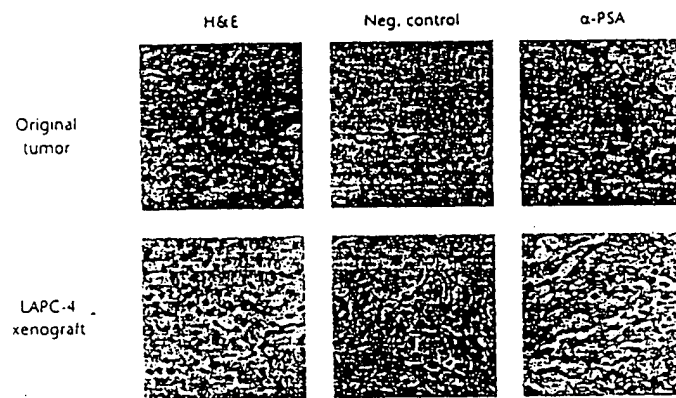 H&E Neg. control α-PSA
Original
tumor
LAPC-4
xenograft